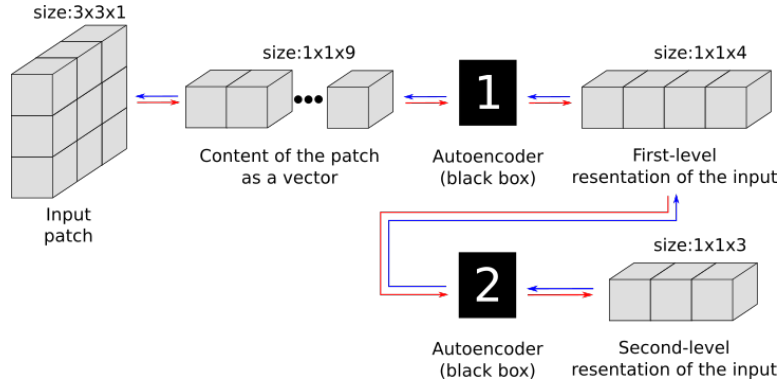 size:3x3x1
size:1x1x9
size:1x1x4
1
Content of the patch
as a vector
Autoencoder
(black box)
First-level
resentation of the input
Input
patch
size:1x1x3
2
Autoencoder
(black box)
Second-level
resentation of the input